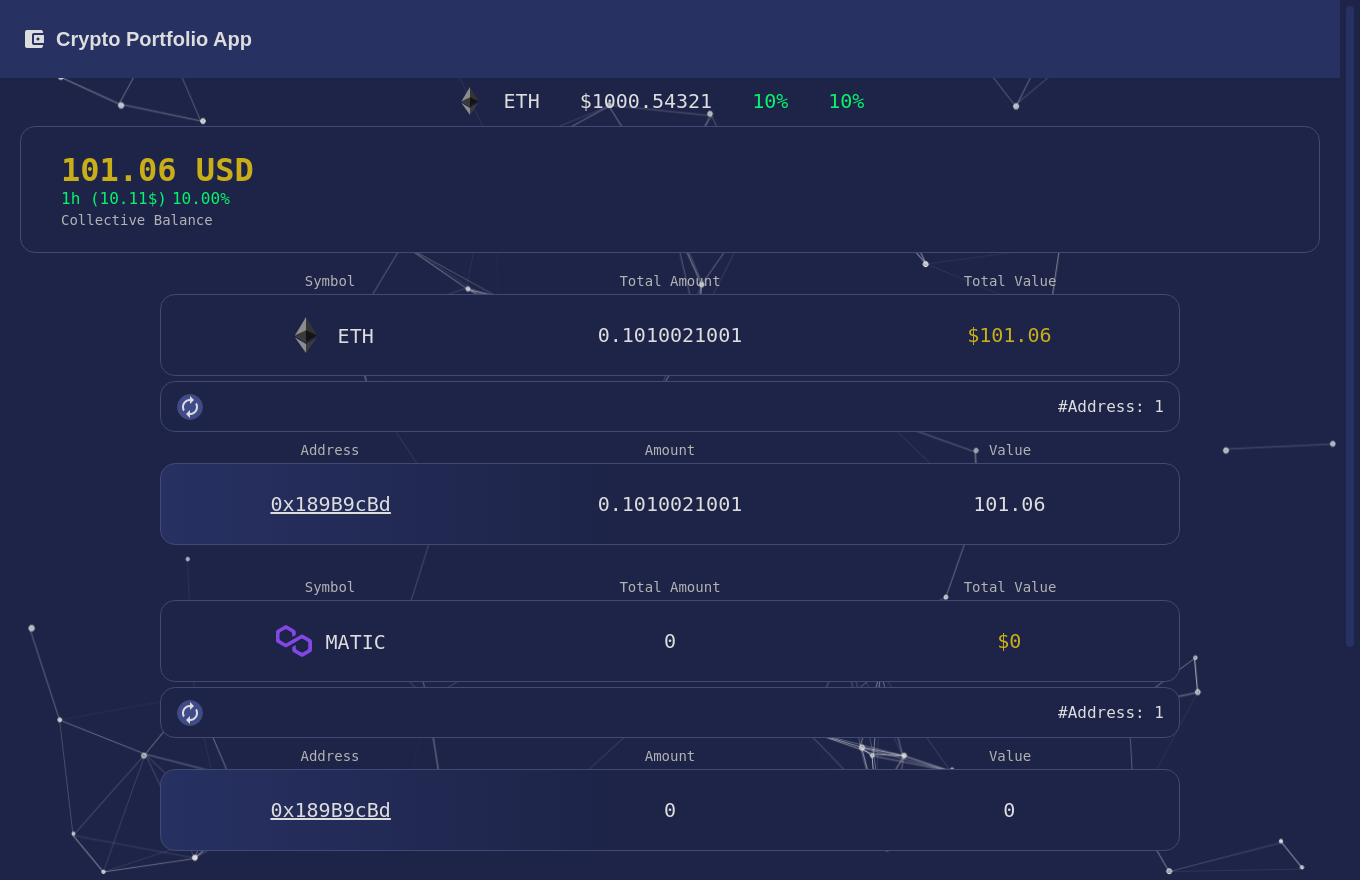 Crypto Portfolio App
ETH $1000.54321 10% 10%
101.06 USD
1h (10.11$) 10.00%
Collective Balance
Symbol Total Amount Total Value
ETH 0.1010021001 $101.06
#Address: 1
Address Amount Value
0x189B9cBd 0.1010021001 101.06
Symbol Total Amount Total Value
MATIC 0 $0
#Address: 1
Address Amount Value
0x189B9cBd 0 0